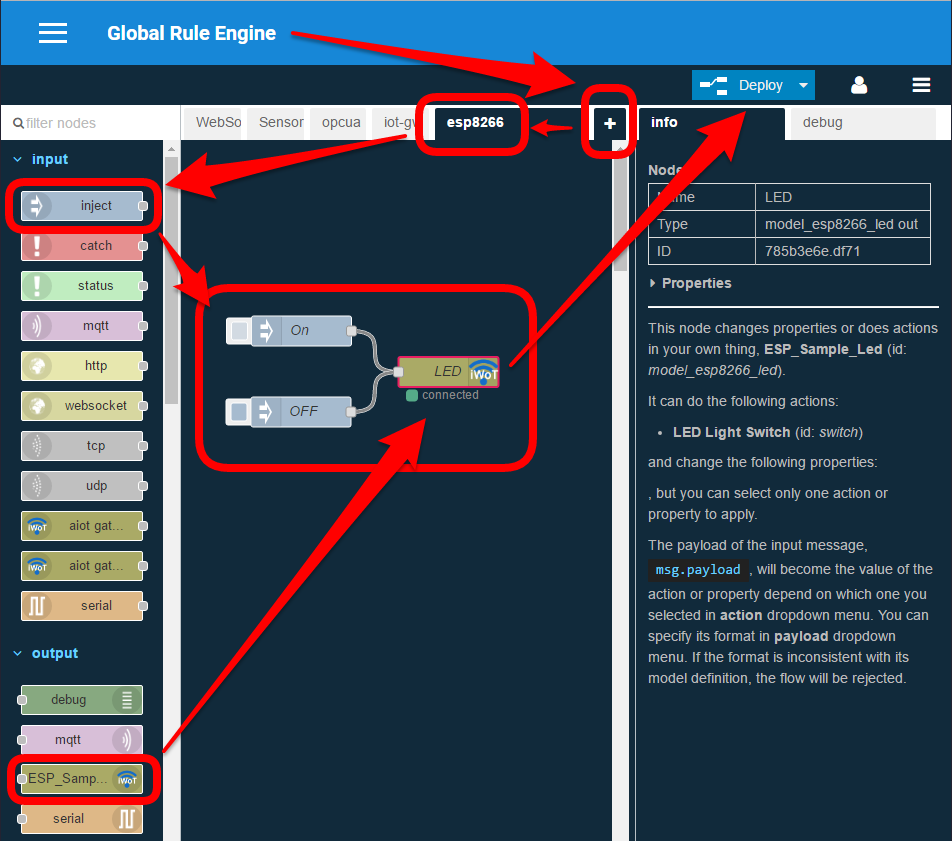 Global Rule Engine
Deploy
filter nodes
WebSo
Sensor
opcua
iot-gw
esp8266
+
info
debug
input
inject
catch
status
mqtt
http
websocket
tcp
udp
iWoT
aiot gat...
iWoT
aiot gat...
serial
output
debug
mqtt
ESP_Samp...
iWoT
serial
On
OFF
LED
iWoT
connected
Node
Name LED
Type model_esp8266_led out
ID 785b3e6e.df71
Properties
This node changes properties or does actions
in your own thing, ESP_Sample_Led (id:
model_esp8266_led).
It can do the following actions:
• LED Light Switch (id: switch)
and change the following properties:
, but you can select only one action or
property to apply.
The payload of the input message,
msg.payload , will become the value of the
action or property depend on which one you
selected in action dropdown menu. You can
specify its format in payload dropdown
menu. If the format is inconsistent with its
model definition, the flow will be rejected.